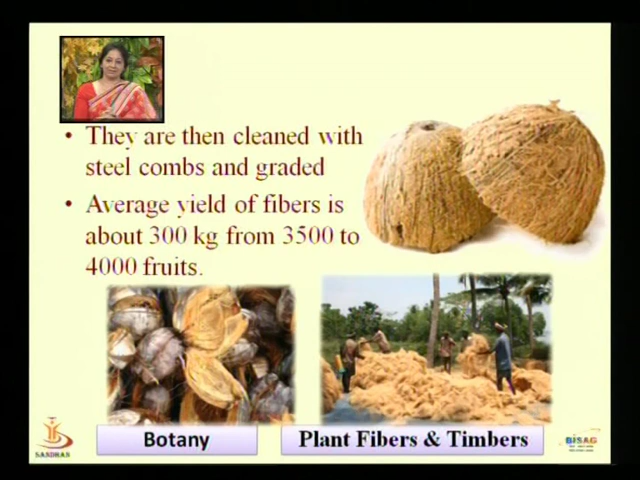 • They are then cleaned with
steel combs and graded
• Average yield of fibers is
about 300 kg from 3500 to
4000 fruits.
Botany
Plant Fibers & Timbers
SANDHAN
BISAG